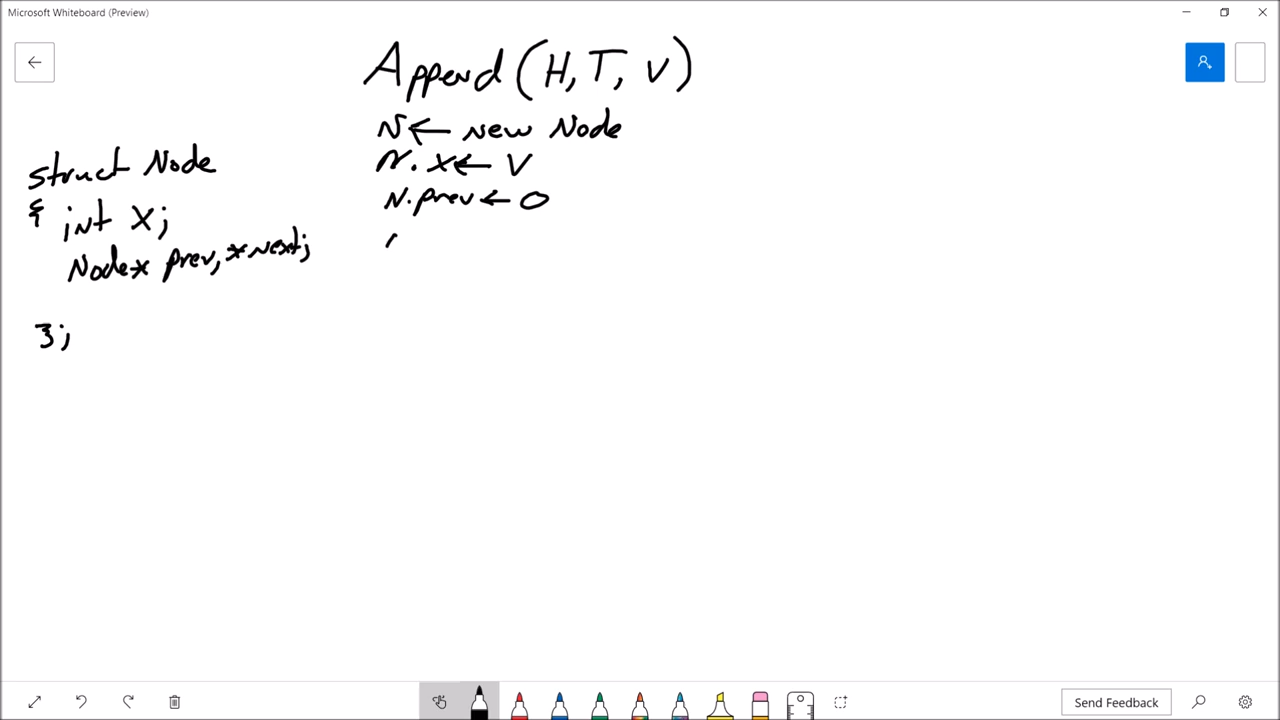 Microsoft Whiteboard (Preview)
Append(H, T, V)
N ← new Node
N.x ← V
N.prev ← 0
struct Node
{ int x;
Node* prev, *next;
};
Send Feedback